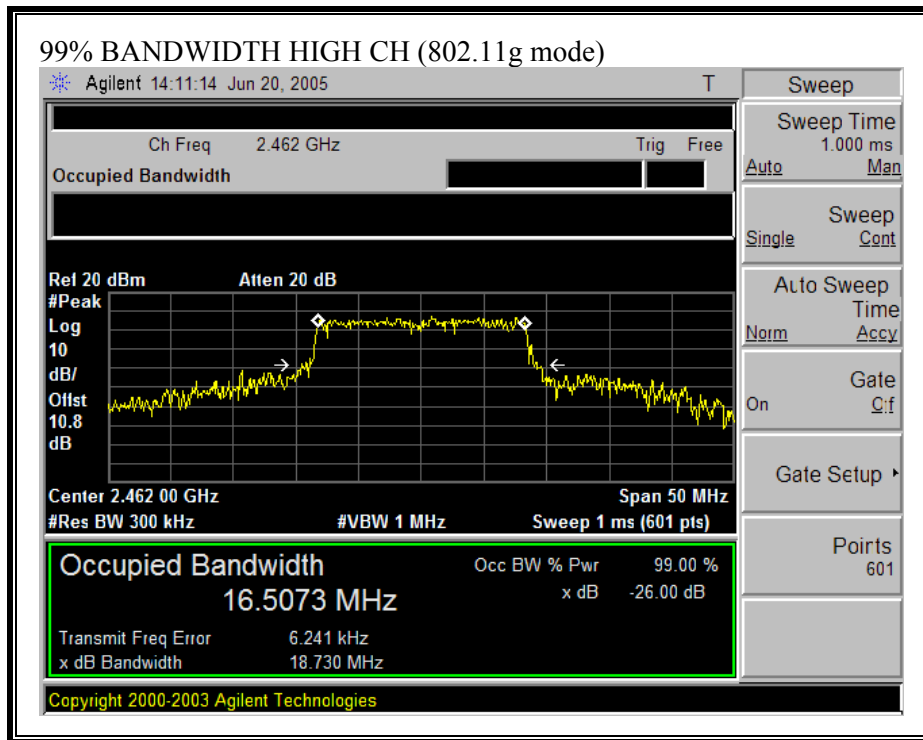 99% BANDWIDTH HIGH CH (802.11g mode)
Agilent 14:11:14 Jun 20, 2005 T
Sweep
Ch Freq 2.462 GHz Trig Free
Occupied Bandwidth
Sweep Time
1.000 ms
Auto Man
Sweep
Single Cont
Auto Sweep
Time
Norm Accy
Gate
On Off
Gate Setup
Points
601
Ref 20 dBm Atten 20 dB
#Peak
Log
10
dB/
Offst
10.8
dB
Center 2.462 00 GHz Span 50 MHz
#Res BW 300 kHz #VBW 1 MHz Sweep 1 ms (601 pts)
Occupied Bandwidth Occ BW % Pwr 99.00 %
16.5073 MHz x dB -26.00 dB
Transmit Freq Error 6.241 kHz
x dB Bandwidth 18.730 MHz
Copyright 2000-2003 Agilent Technologies